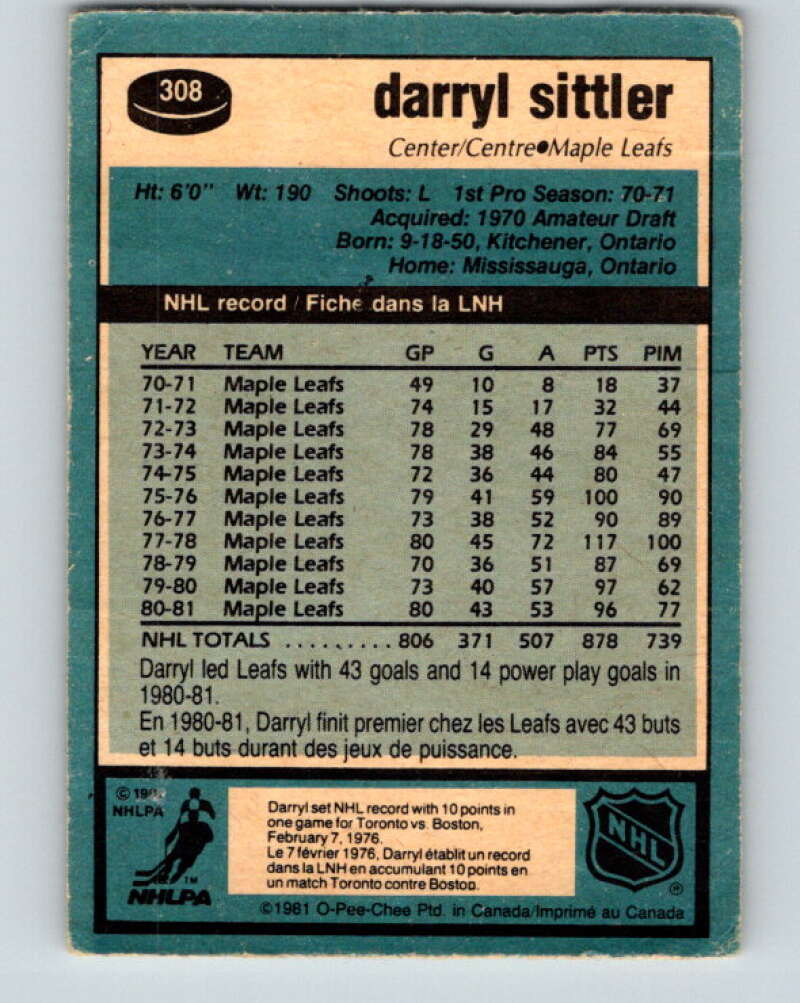 308
darryl sittler
Center/Centre●Maple Leafs
Ht: 6'0" Wt: 190 Shoots: L 1st Pro Season: 70-71
Acquired: 1970 Amateur Draft
Born: 9-18-50, Kitchener, Ontario
Home: Mississauga, Ontario
NHL record / Fiche dans la LNH
YEAR TEAM GP G A PTS PIM
70-71 Maple Leafs 49 10 8 18 37
71-72 Maple Leafs 74 15 17 32 44
72-73 Maple Leafs 78 29 48 77 69
73-74 Maple Leafs 78 38 46 84 55
74-75 Maple Leafs 72 36 44 80 47
75-76 Maple Leafs 79 41 59 100 90
76-77 Maple Leafs 73 38 52 90 89
77-78 Maple Leafs 80 45 72 117 100
78-79 Maple Leafs 70 36 51 87 69
79-80 Maple Leafs 73 40 57 97 62
80-81 Maple Leafs 80 43 53 96 77
NHL TOTALS .......... 806 371 507 878 739
Darryl led Leafs with 43 goals and 14 power play goals in
1980-81.
En 1980-81, Darryl finit premier chez les Leafs avec 43 buts
et 14 buts durant des jeux de puissance.
©
NHLPA
TM
NHLPA
Darryl set NHL record with 10 points in
one game for Toronto vs. Boston,
February 7, 1976.
Le 7 février 1976, Darryl établit un record
dans la LNH en accumulant 10 points en
un match Toronto contre Boston.
NHL
®
©1981 O-Pee-Chee Ptd. in Canada/Imprimé au Canada